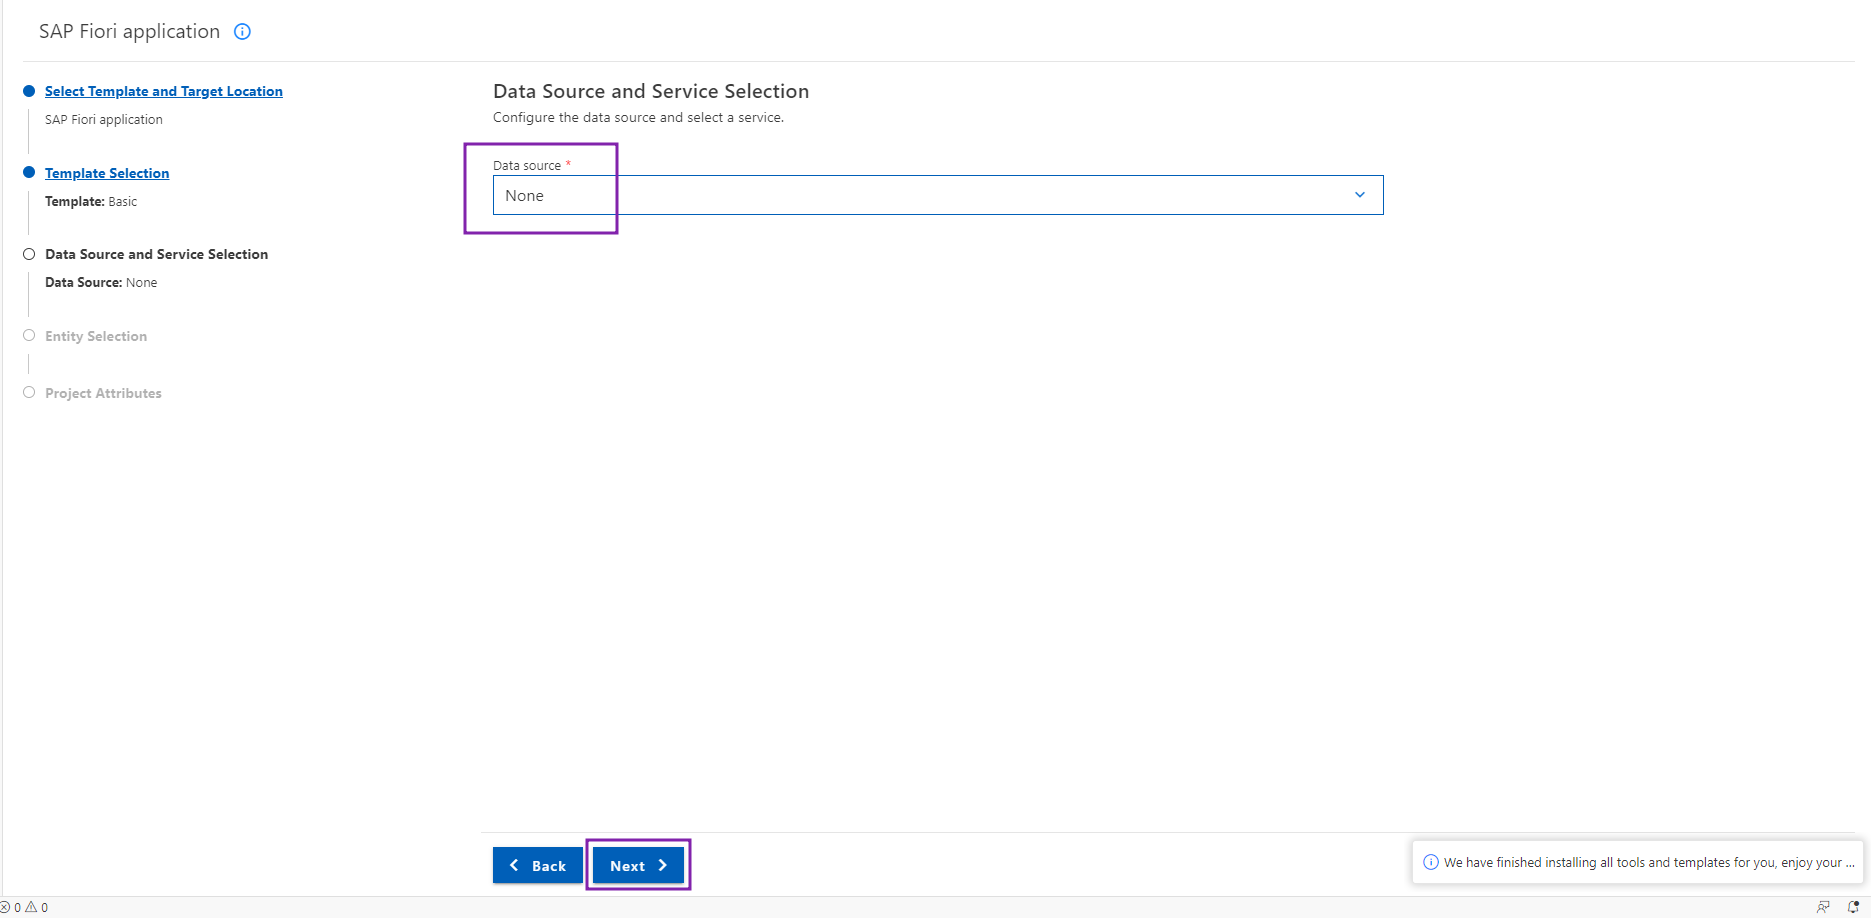 SAP Fiori application
Select Template and Target Location
SAP Fiori application
Template Selection
Template: Basic
Data Source and Service Selection
Data Source: None
Entity Selection
Project Attributes
Data Source and Service Selection
Configure the data source and select a service.
Data source *
None
Back
Next
We have finished installing all tools and templates for you, enjoy your ...
0 0